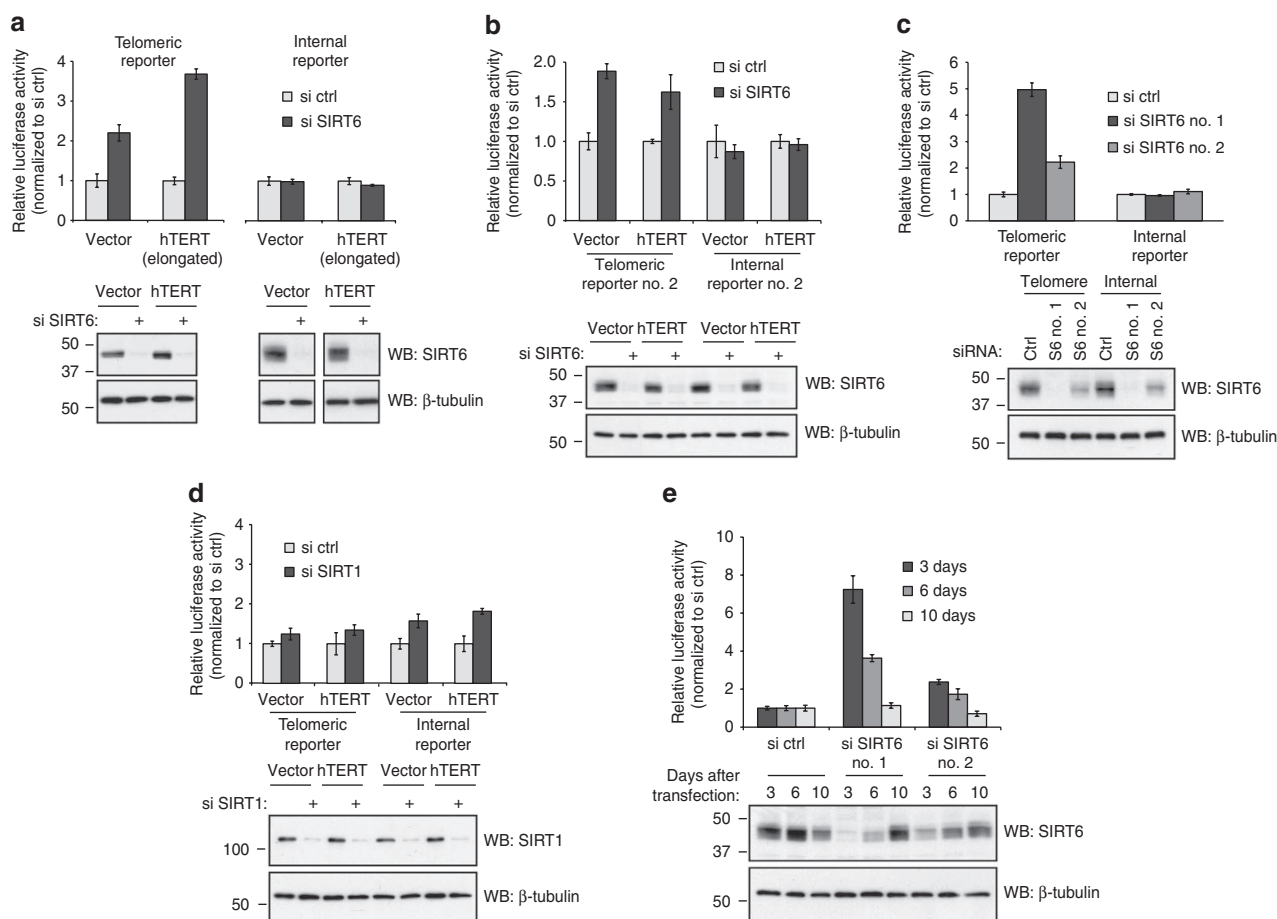 a
Relative luciferase activity
(normalized to si ctrl)
4
3
2
1
0
Telomeric
reporter
Internal
reporter
si ctrl
si SIRT6
Vector
hTERT
(elongated)
Vector
hTERT
(elongated)
Vector hTERT
Vector hTERT
si SIRT6: + + + +
50
37
50
WB: SIRT6
WB: β-tubulin
b
Relative luciferase activity
(normalized to si ctrl)
2.0
1.5
1.0
0.5
0.0
si ctrl
si SIRT6
Vector hTERT Vector hTERT
Telomeric
reporter no. 2
Internal
reporter no. 2
Vector hTERT Vector hTERT
si SIRT6: + + + +
50
37
50
WB: SIRT6
WB: β-tubulin
c
Relative luciferase activity
(normalized to si ctrl)
6
5
4
3
2
1
0
si ctrl
si SIRT6 no. 1
si SIRT6 no. 2
Telomeric
reporter
Internal
reporter
Telomere Internal
siRNA: Ctrl S6 no. 1 S6 no. 2 Ctrl S6 no. 1 S6 no. 2
50
37
50
WB: SIRT6
WB: β-tubulin
d
Relative luciferase activity
(normalized to si ctrl)
4
3
2
1
0
si ctrl
si SIRT1
Vector hTERT Vector hTERT
Telomeric
reporter
Internal
reporter
Vector hTERT Vector hTERT
si SIRT1: + + + +
100
50
WB: SIRT1
WB: β-tubulin
e
Relative luciferase activity
(normalized to si ctrl)
10
8
6
4
2
0
3 days
6 days
10 days
si ctrl
si SIRT6
no. 1
si SIRT6
no. 2
Days after
transfection: 3 6 10 3 6 10 3 6 10
50
37
50
WB: SIRT6
WB: β-tubulin